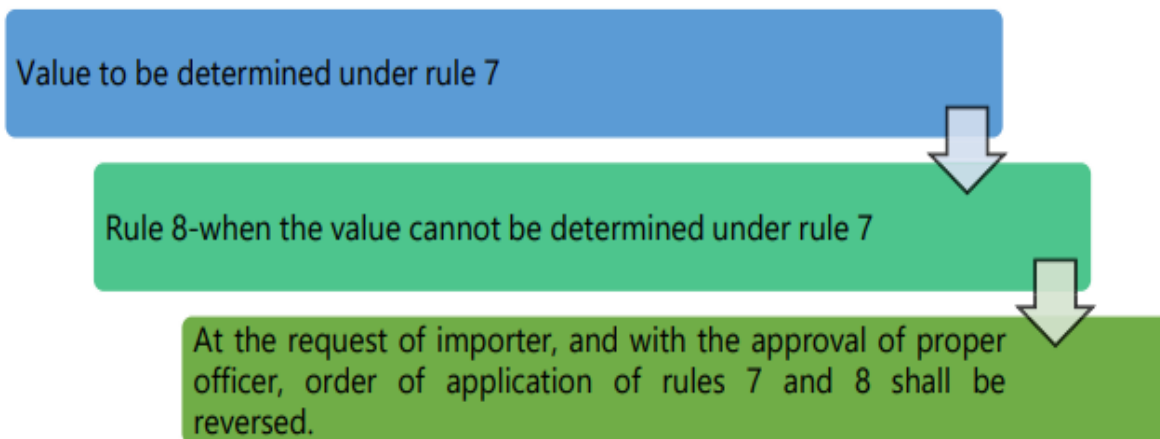 Value to be determined under rule 7
Rule 8-when the value cannot be determined under rule 7
At the request of importer, and with the approval of proper
officer, order of application of rules 7 and 8 shall be
reversed.